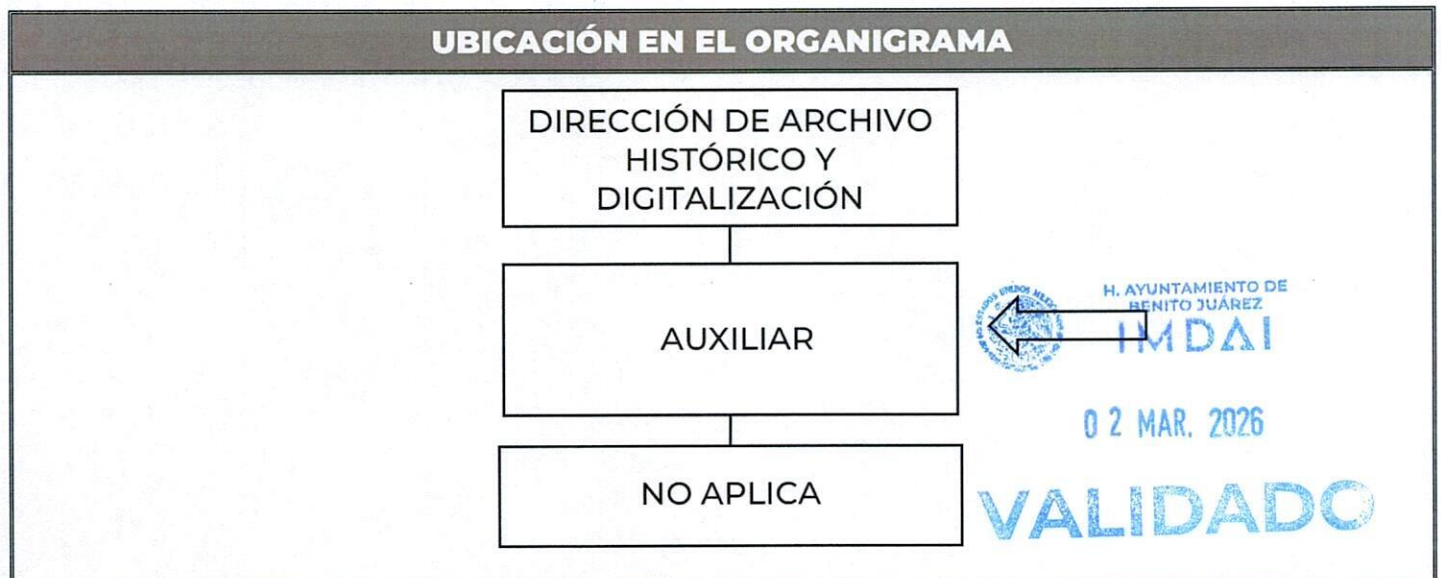 UBICACIÓN EN EL ORGANIGRAMA
DIRECCIÓN DE ARCHIVO
HISTÓRICO Y
DIGITALIZACIÓN
AUXILIAR
H. AYUNTAMIENTO DE
BENITO JUÁREZ
IMDAI
02 MAR. 2026
NO APLICA
VALIDADO